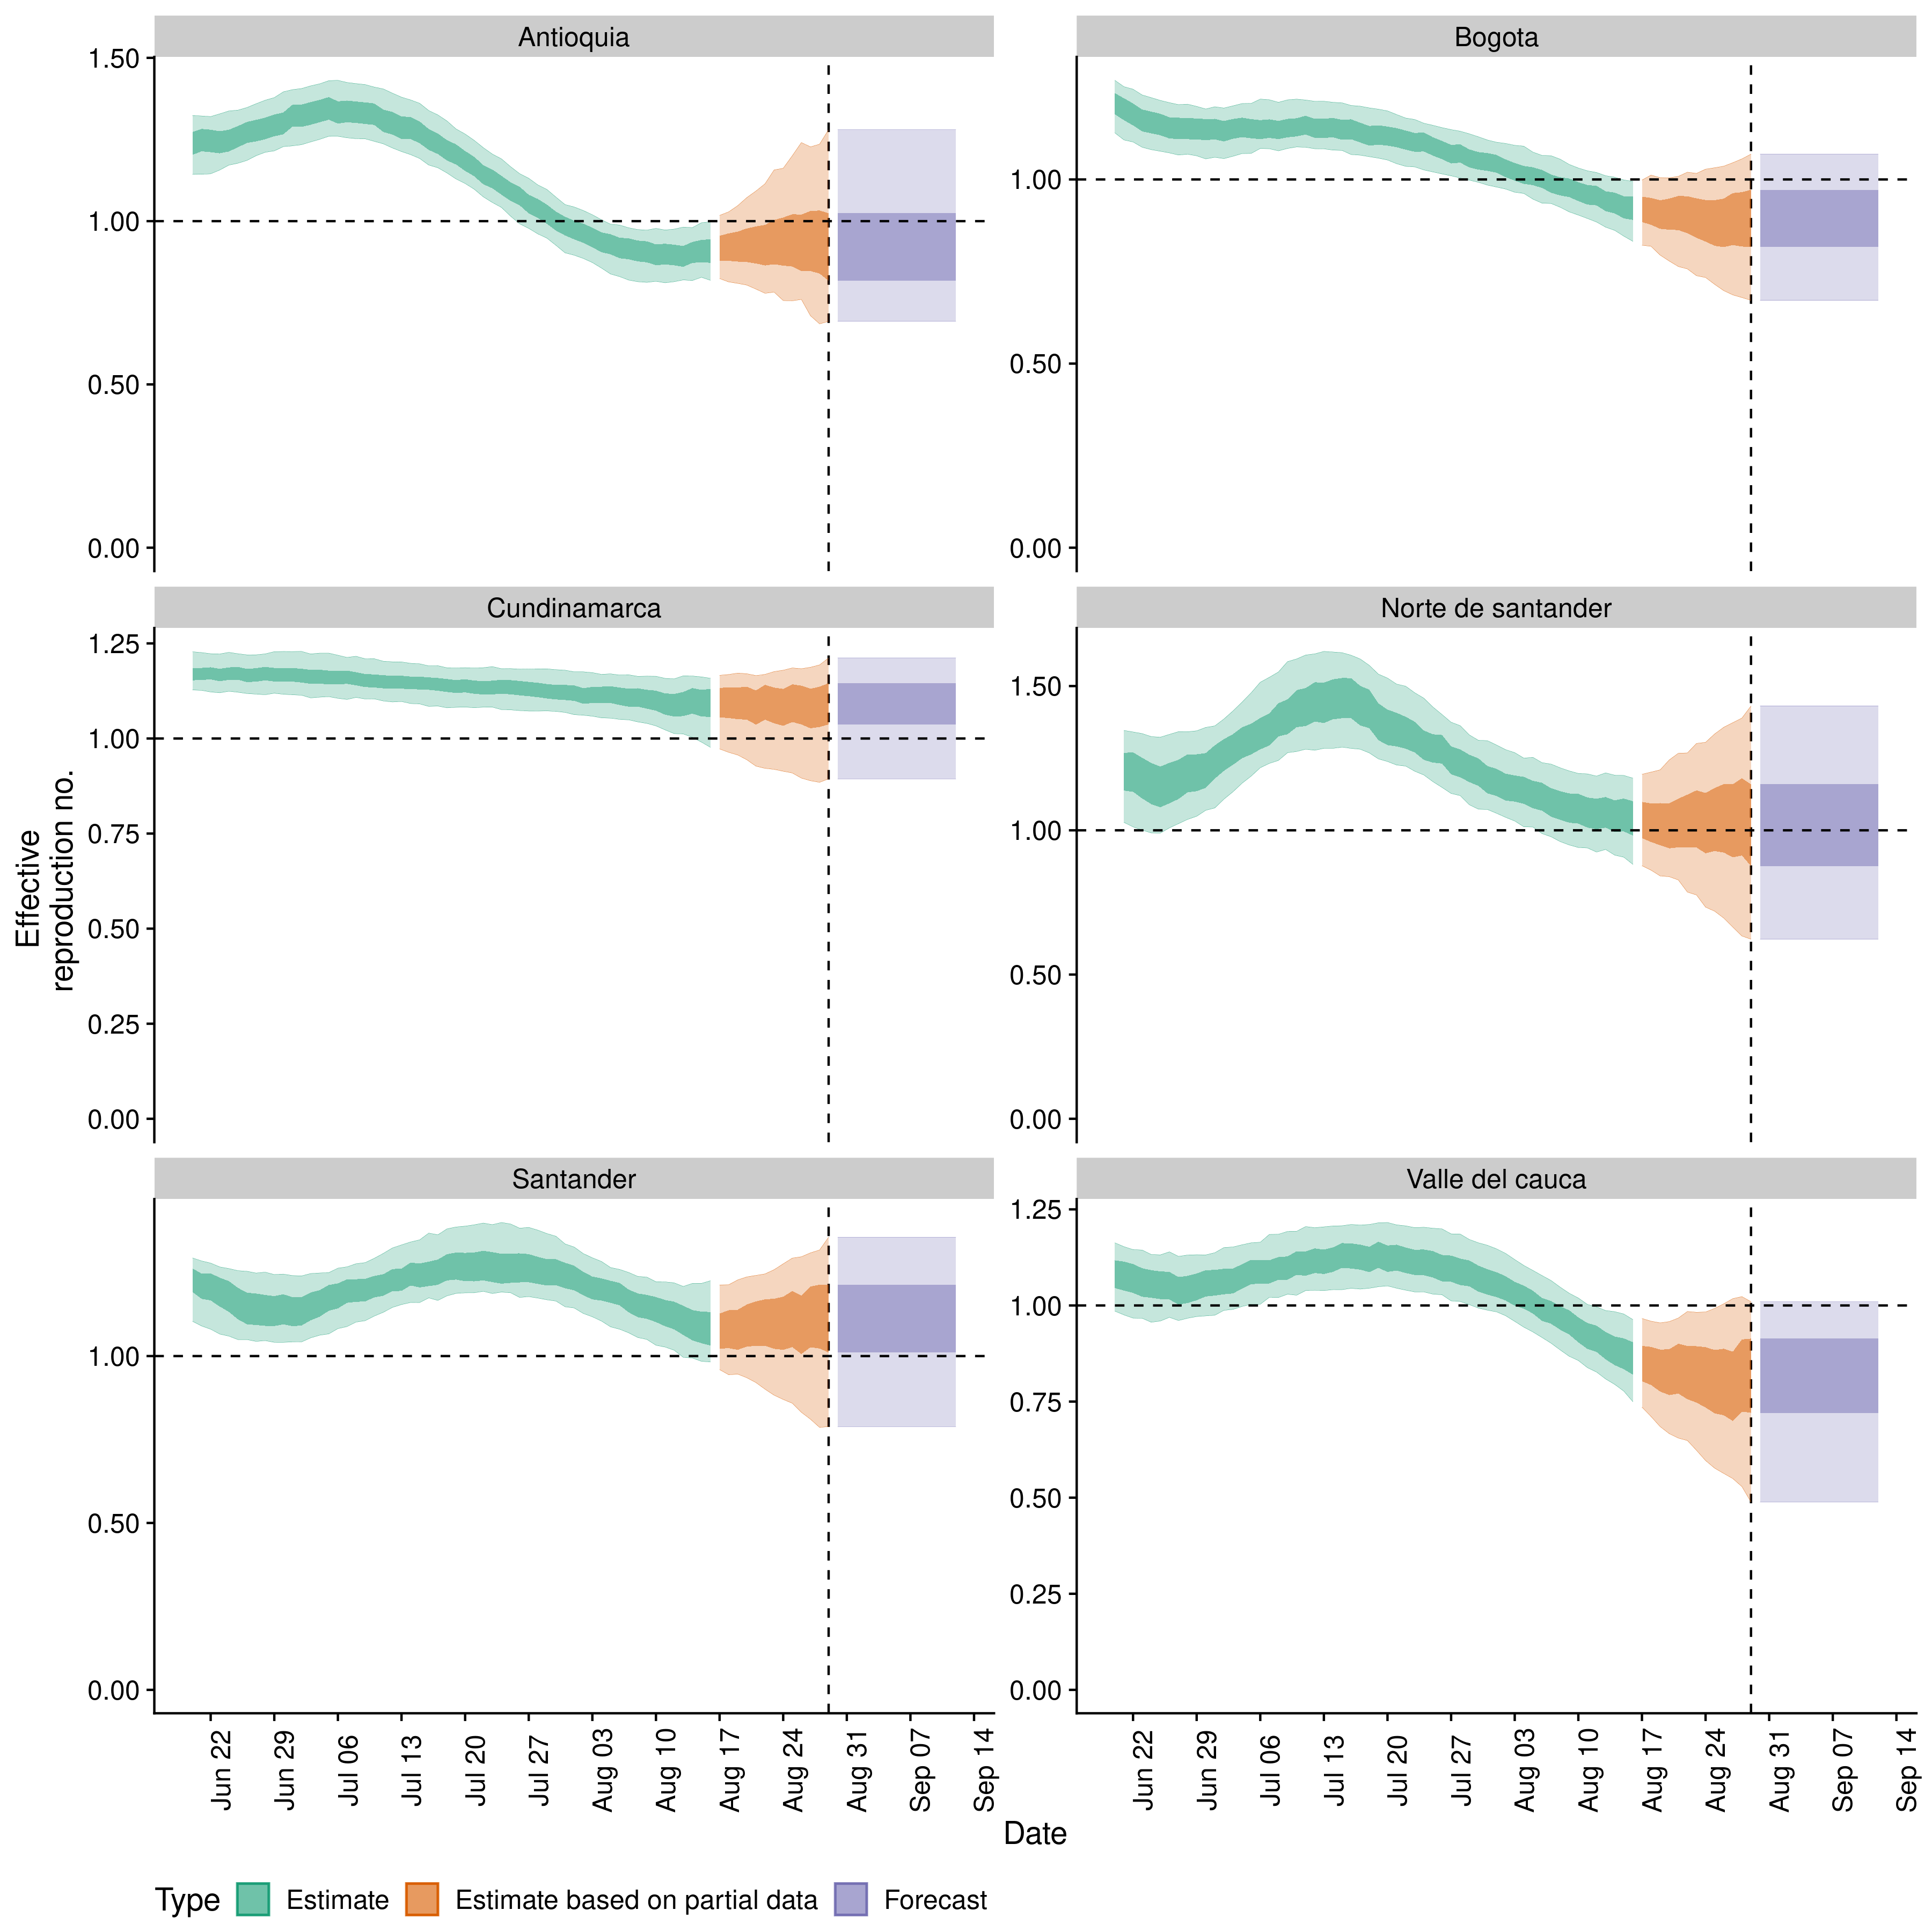 Antioquia
Bogota
1.50
1.00
0.50
0.00
1.00
0.50
0.00
Cundinamarca
Norte de santander
1.25
1.00
0.75
0.50
0.25
0.00
1.50
1.00
0.50
0.00
Effective
reproduction no.
Santander
Valle del cauca
1.00
0.50
0.00
1.25
1.00
0.75
0.50
0.25
0.00
Jun 22
Jun 29
Jul 06
Jul 13
Jul 20
Jul 27
Aug 03
Aug 10
Aug 17
Aug 24
Aug 31
Sep 07
Sep 14
Jun 22
Jun 29
Jul 06
Jul 13
Jul 20
Jul 27
Aug 03
Aug 10
Aug 17
Aug 24
Aug 31
Sep 07
Sep 14
Date
Type Estimate Estimate based on partial data Forecast